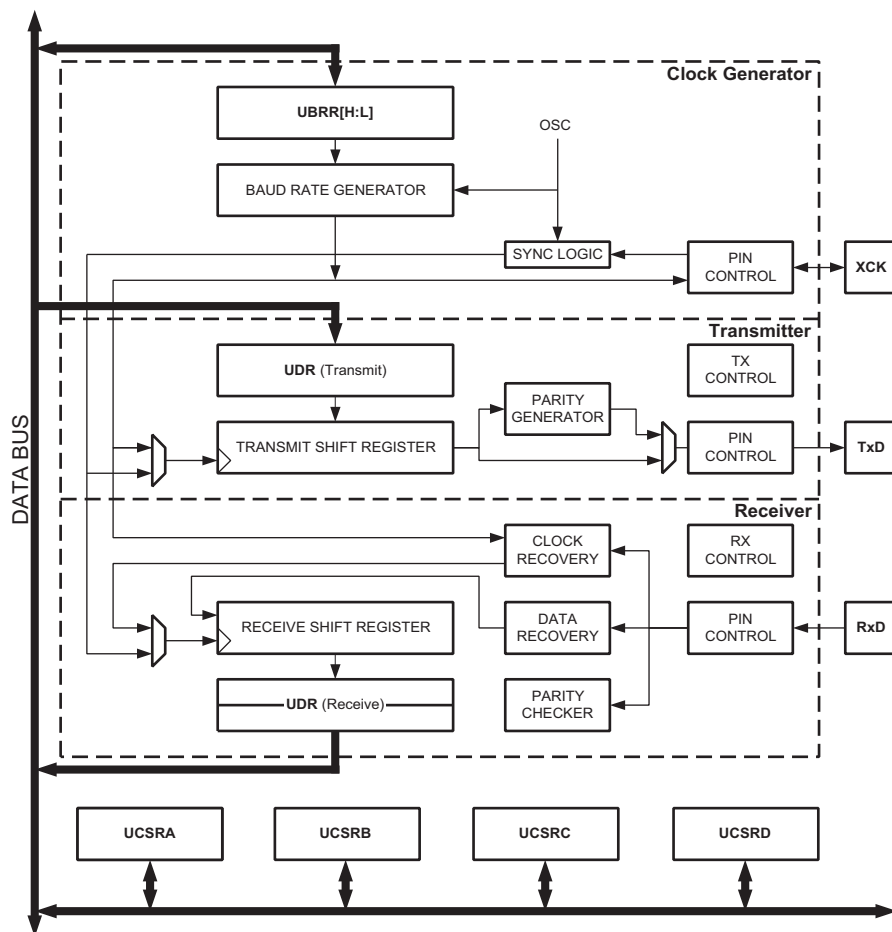 Clock Generator
UBRR[H:L]
OSC
BAUD RATE GENERATOR
SYNC LOGIC
PIN
CONTROL
XCK
Transmitter
UDR (Transmit)
TX
CONTROL
PARITY
GENERATOR
TRANSMIT SHIFT REGISTER
PIN
CONTROL
TxD
DATA BUS
Receiver
CLOCK
RECOVERY
RX
CONTROL
RECEIVE SHIFT REGISTER
DATA
RECOVERY
PIN
CONTROL
RxD
UDR (Receive)
PARITY
CHECKER
UCSRA
UCSRB
UCSRC
UCSRD